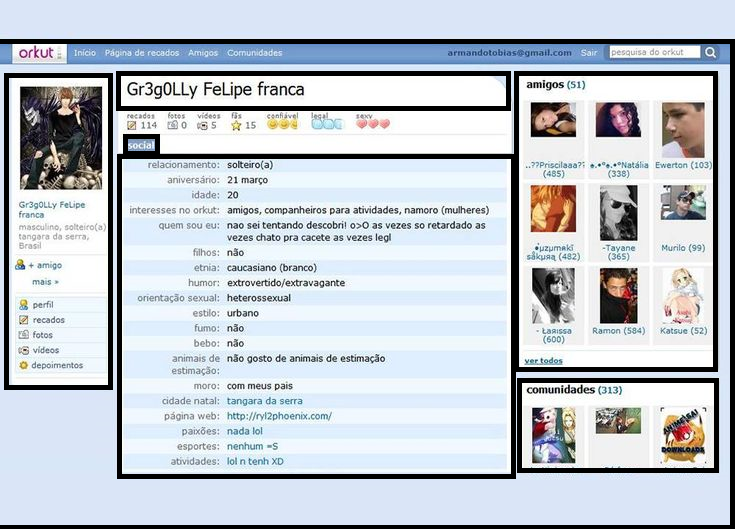 orkut
Início Página de recados Amigos Comunidades
armandotobias@gmail.com Sair pesquisa do orkut
Gr3g0LLy FeLipe
franca
masculino, solteiro(a)
tangara da serra,
Brasil
+ amigo
mais »
perfil
recados
fotos
vídeos
depoimentos
Gr3g0LLy FeLipe franca
recados fotos vídeos fãs confiável legal sexy
114 0 5 15
social
relacionamento: solteiro(a)
aniversário: 21 março
idade: 20
interesses no orkut: amigos, companheiros para atividades, namoro (mulheres)
quem sou eu: nao sei tentando descobri! o>O as vezes so retardado as
vezes chato pra cacete as vezes legl
filhos: não
etnia: caucasiano (branco)
humor: extrovertido/extravagante
orientação sexual: heterossexual
estilo: urbano
fumo: não
bebo: não
animais de
estimação: não gosto de animais de estimação
moro: com meus pais
cidade natal: tangara da serra
página web: http://ryl2phoenix.com/
paixões: nada lol
esportes: nenhum =S
atividades: lol n tenh XD
amigos (51)
..??Priscilaaa??
(485)
♠.•°♠.•°Natália
(338)
Ewerton (103)
(482)
-Tayane
(365)
Murilo (99)
- Łaяıssa
(600)
Ramon (584)
Katsue (52)
ver todos
comunidades (313)
DOWNLOADS